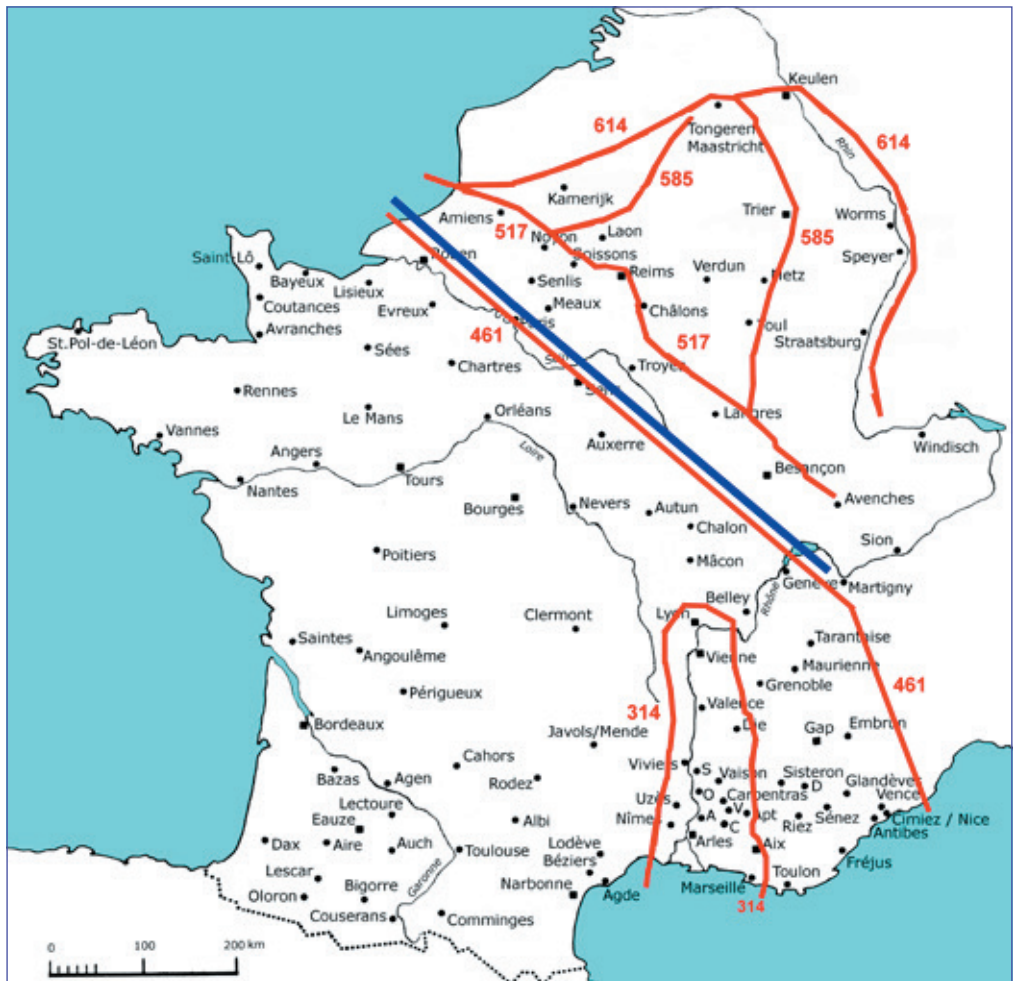 Keulen
614
Tongeren
Maastricht
614
Rhin
585
Kamerijk
Amiens
517
Noyon
Laon
Trier
Worms
585
Speyer
Rouen
Soissons
Saint-Lô
Bayeux
Lisieux
Senlis
Reims
Verdun
Metz
Coutances
Evreux
Meaux
Châlons
St.Pol-de-Léon
Avranches
461
Paris
517
Toul
Straatsburg
Sées
Chartres
Troyes
Rennes
Sens
Le Mans
Orléans
Langres
Vannes
Auxerre
Windisch
Angers
Loire
Besançon
Nantes
Tours
Avenches
Bourges
Nevers
Autun
Chalon
Sion
Poitiers
Mâcon
Genève
Martigny
Belley
Rhône
Limoges
Clermont
Lyon
Saintes
Tarantaise
Angoulême
Vienne
Maurienne
Grenoble
461
Périgueux
314
Valence
Bordeaux
Die
Gap
Embrun
Javols/Mende
Cahors
Viviers
S
Bazas
Agen
Rodez
Vaison
Sisteron
D
Glandèves
Lectoure
Uzès
O
Carpentras
Vence
Eauze
Albi
Nîmes
A
V
C
Apt
Riez
Sénez
Cimiez / Nice
Antibes
Dax
Aire
Auch
Toulouse
Lodève
Arles
Aix
Béziers
Fréjus
Lescar
Garonne
Narbonne
Agde
Marseille
Toulon
Oloron
Bigorre
314
Couserans
Comminges
0 100 200 km